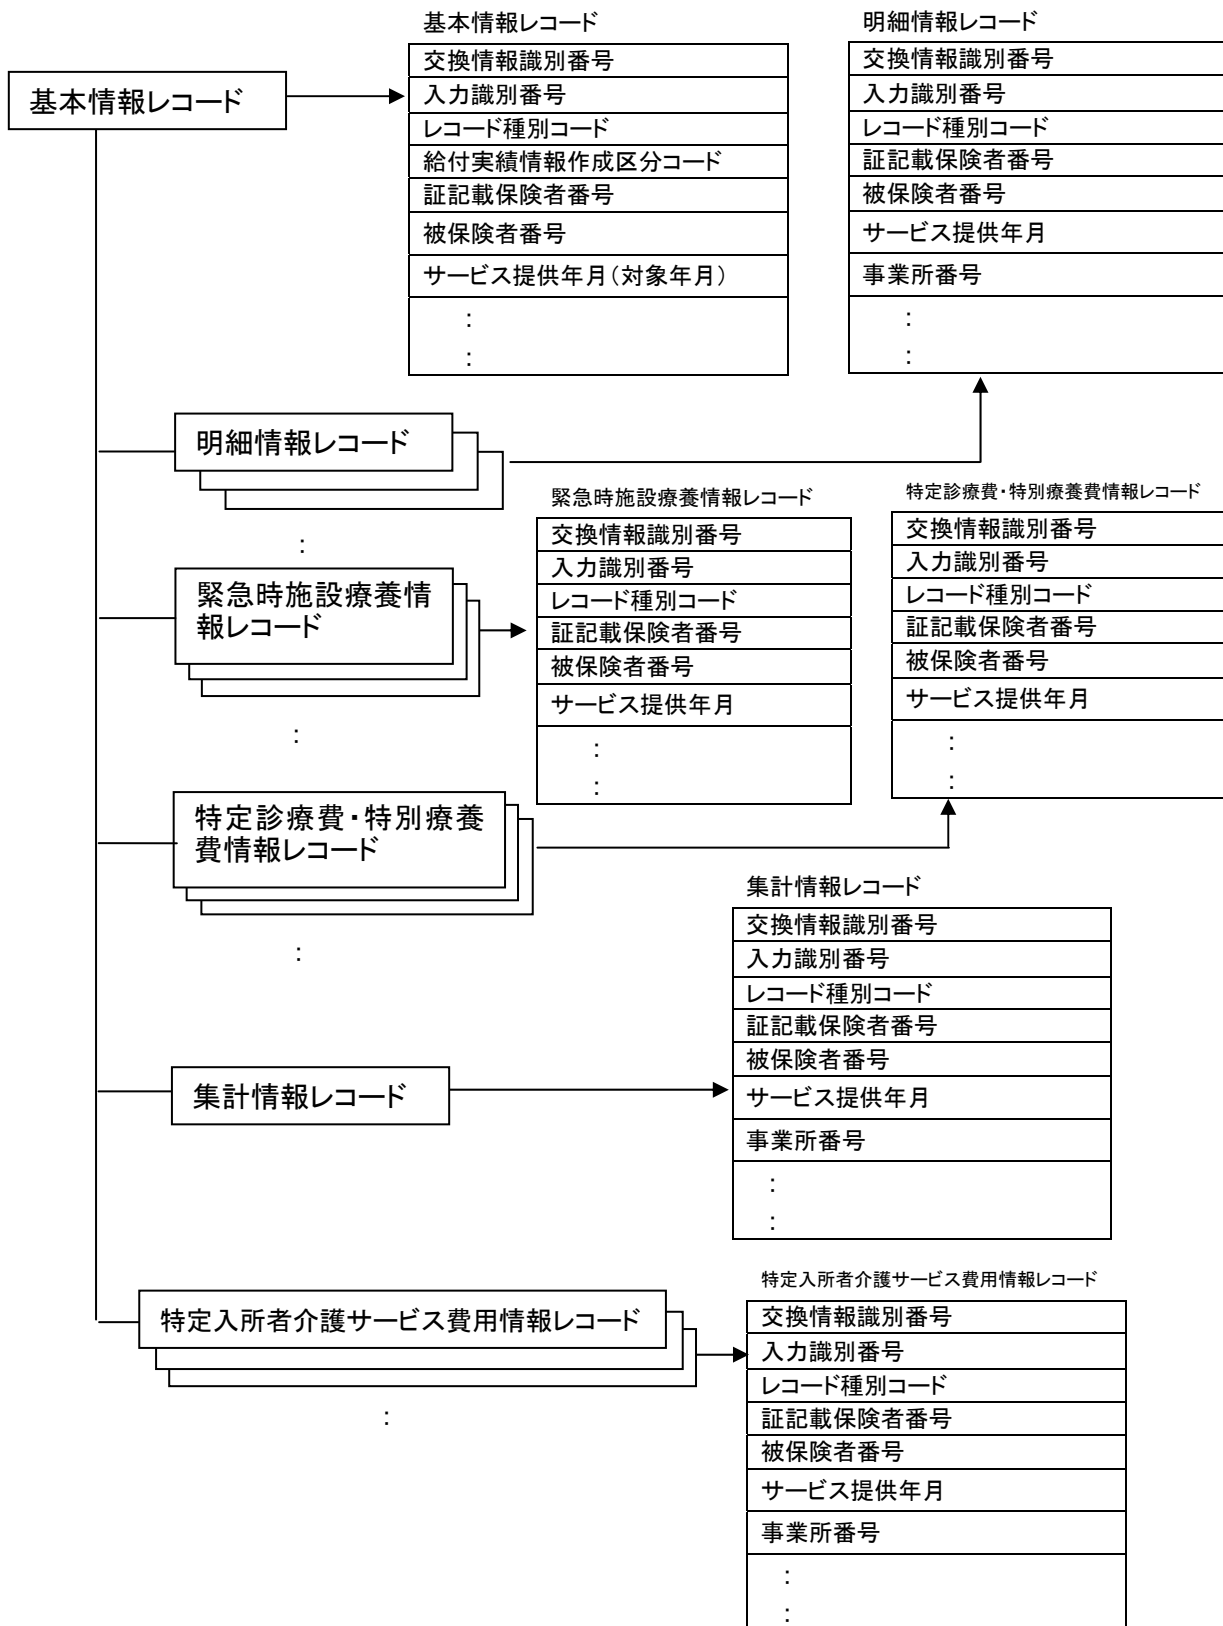 基本情報レコード
基本情報レコード
交換情報識別番号
入力識別番号
レコード種別コード
給付実績情報作成区分コード
証記載保険者番号
被保険者番号
サービス提供年月(対象年月)
:
:
明細情報レコード
交換情報識別番号
入力識別番号
レコード種別コード
証記載保険者番号
被保険者番号
サービス提供年月
事業所番号
:
:
明細情報レコード
:
緊急時施設療養情
報レコード
:
緊急時施設療養情報レコード
交換情報識別番号
入力識別番号
レコード種別コード
証記載保険者番号
被保険者番号
サービス提供年月
:
:
特定診療費・特別療養費情報レコード
交換情報識別番号
入力識別番号
レコード種別コード
証記載保険者番号
被保険者番号
サービス提供年月
:
:
特定診療費・特別療養
費情報レコード
:
集計情報レコード
集計情報レコード
交換情報識別番号
入力識別番号
レコード種別コード
証記載保険者番号
被保険者番号
サービス提供年月
事業所番号
:
:
特定入所者介護サービス費用情報レコード
:
特定入所者介護サービス費用情報レコード
交換情報識別番号
入力識別番号
レコード種別コード
証記載保険者番号
被保険者番号
サービス提供年月
事業所番号
:
: